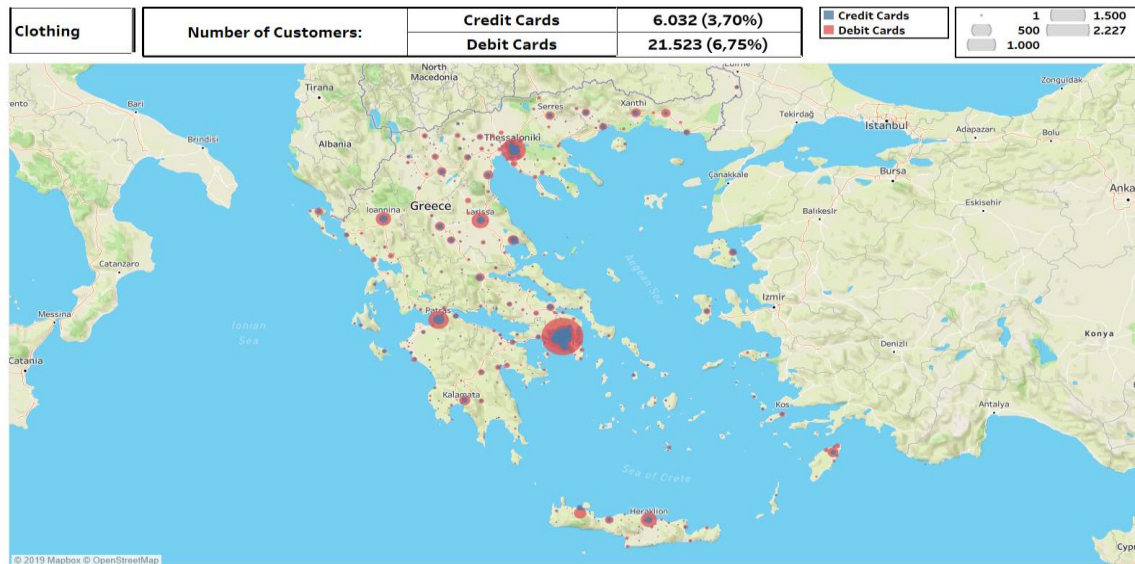 Clothing
Number of Customers:
Credit Cards
6.032 (3,70%)
Debit Cards
21.523 (6,75%)
Credit Cards
Debit Cards
1
1.500
500
2.227
1.000
North
Macedonia
Edirne
Zonguldak
Tirana
Bari
Serres
Xanthi
Tekirdağ
Istanbul
Adapazarı
Bolu
Brindisi
Albania
Thessaloniki
Çanakkale
Bursa
Ankara
Greece
Ioannina
Larissa
Balıkesir
Eskisehir
Catanzaro
Aegean Sea
Izmir
Messina
Ionian
Sea
Patras
Konya
Denizli
Catania
Kalamata
Kos
Antalya
Sea of Crete
Heraklion
Cyp
© 2019 Mapbox © OpenStreetMap